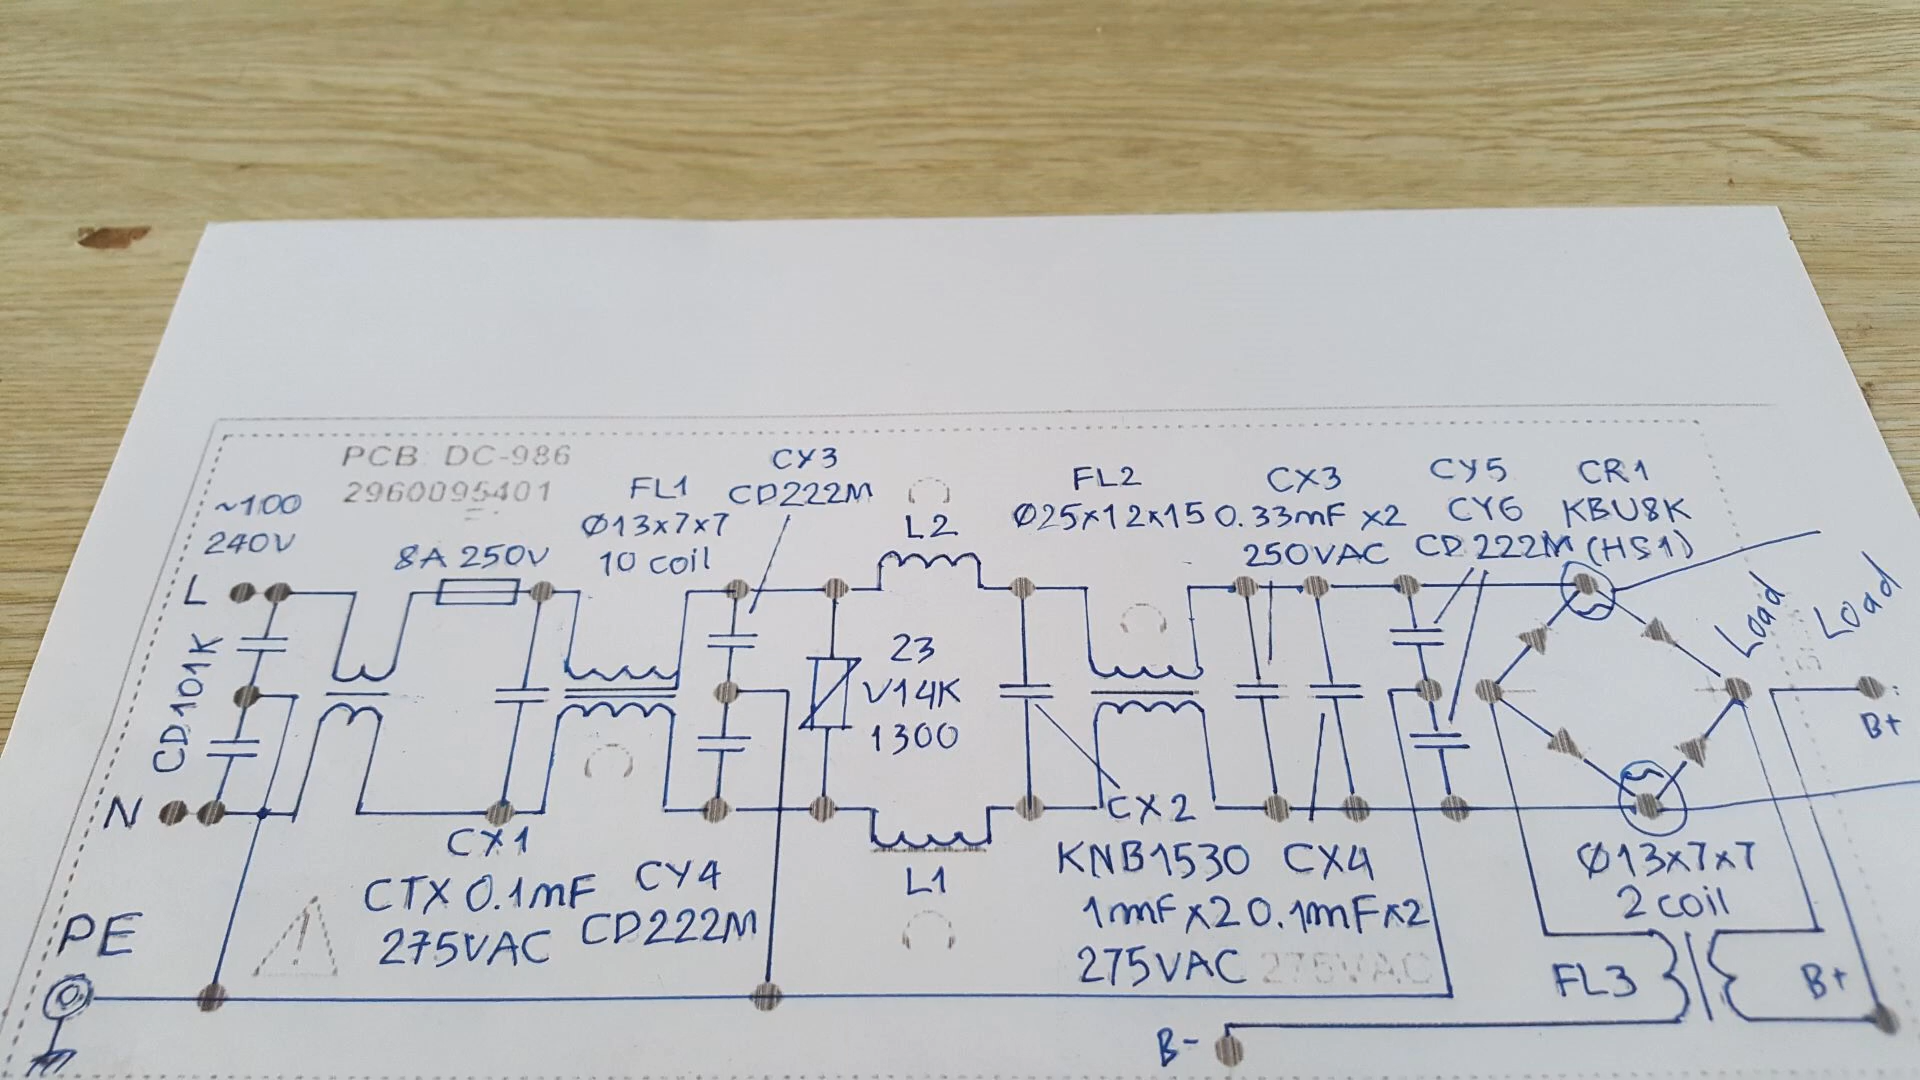 PCB: DC-986
2960095401
~100
240V
8A 250V
FL1
Ø13x7x7
10 coil
CY3
CD222M
L2
FL2
Ø25x12x15
CX3
0.33mF x2
250VAC
CY5
CY6
CD222M
CR1
KBU8K
(HS1)
Load
Load
L
CD101K
N
23
V14K
1300
B+
CX1
CTX 0.1mF
275VAC
CY4
CD222M
L1
CX2
KNB1530
1mF x2
275VAC
CX4
0.1mF x2
275VAC
Ø13x7x7
2 coil
PE
FL3
B+
B-